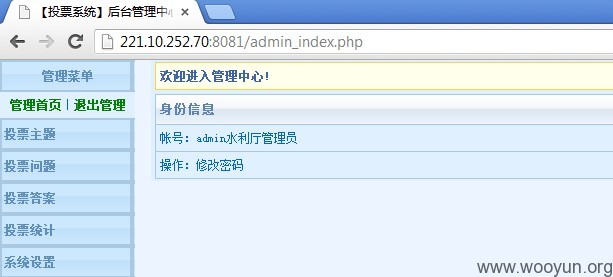 【投票系统】后台管理中心
221.10.252.70:8081/admin_index.php
管理菜单
管理首页 | 退出管理
投票主题
投票问题
投票答案
投票统计
系统设置
欢迎进入管理中心!
身份信息
帐号: admin水利厅管理员
操作: 修改密码
www.wooyun.org